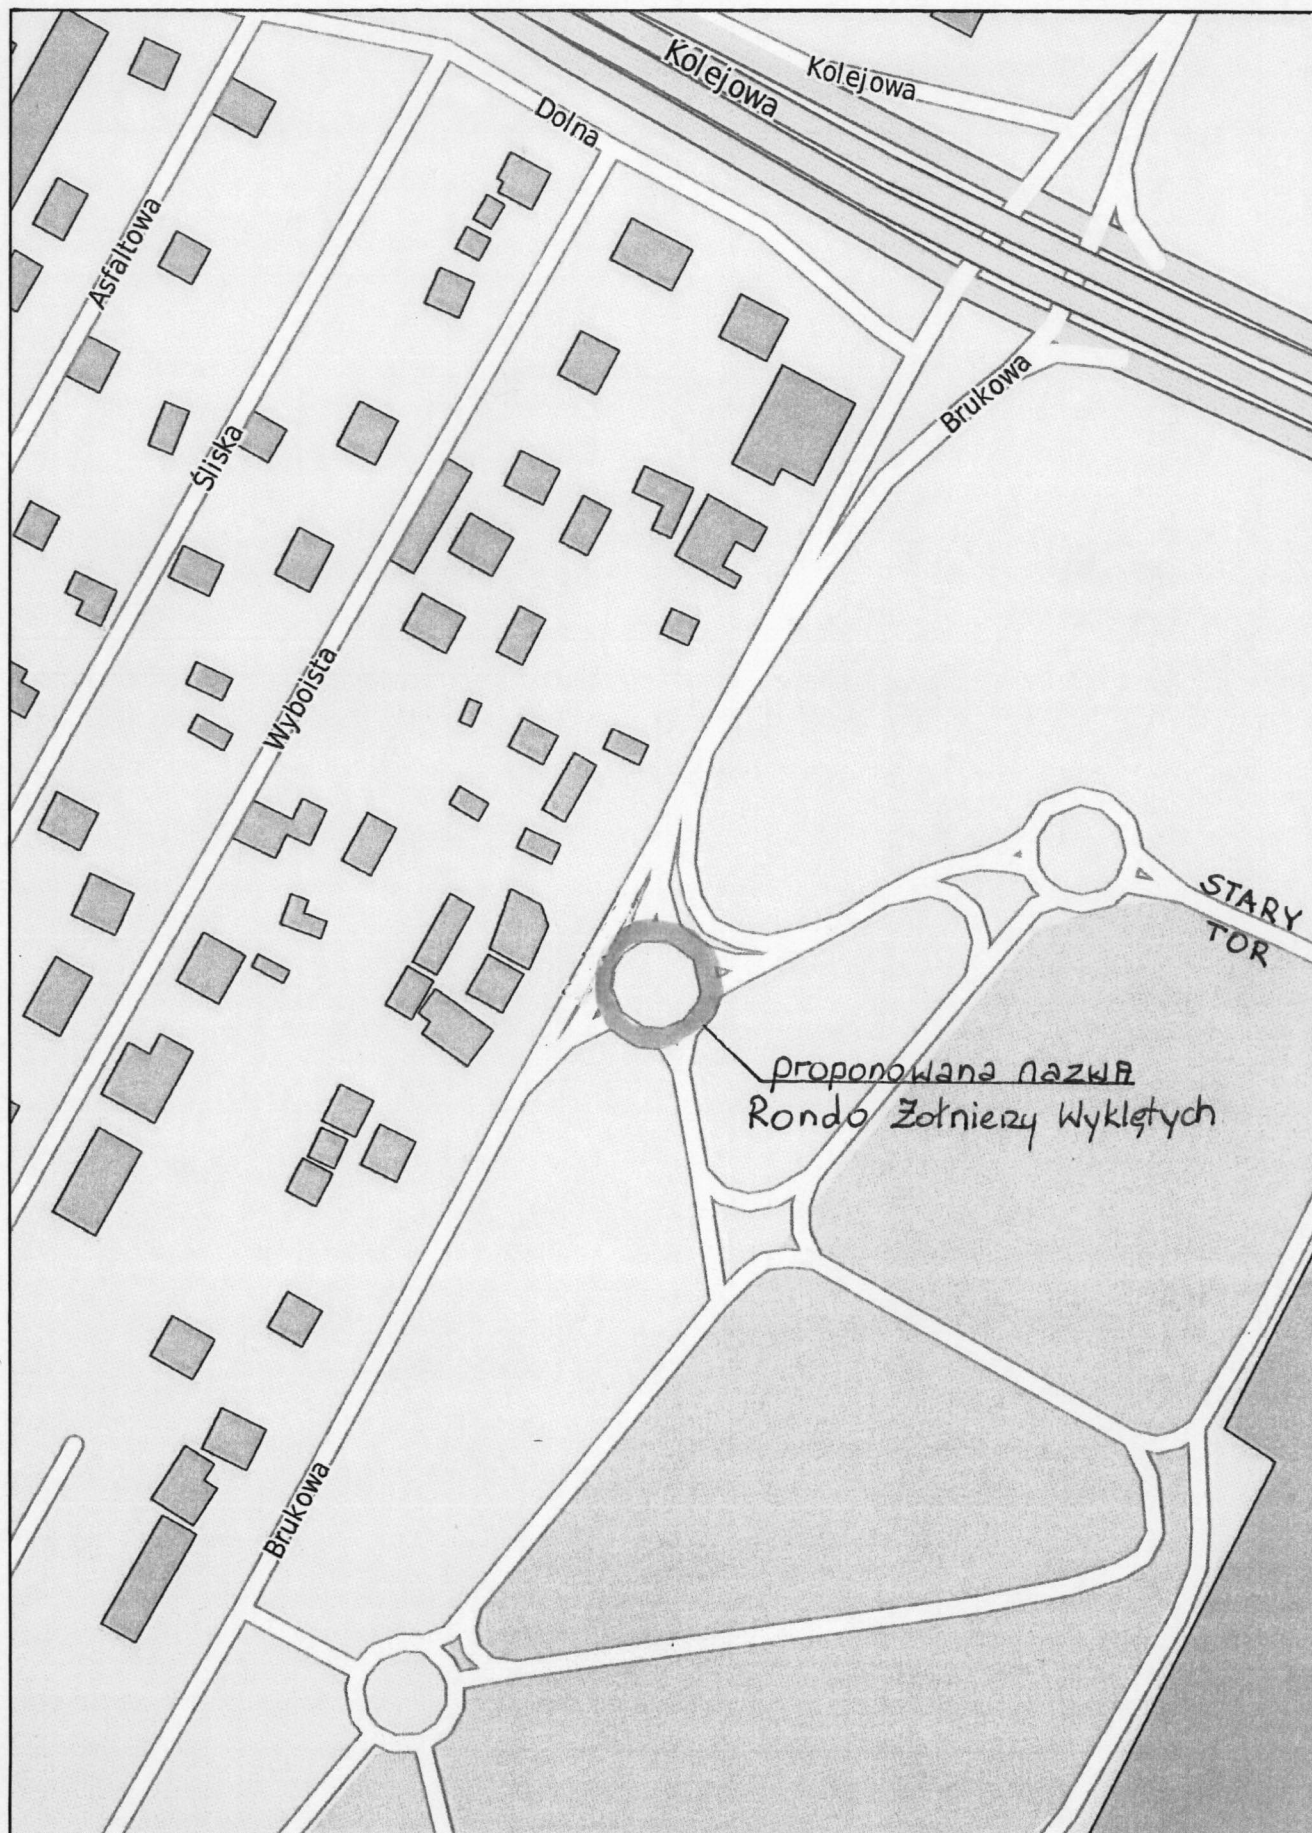 Kolejowa
Kolejowa
Dolna
Asfaltowa
Brukowa
Śliska
Wyboista
STARY
TOR
proponowana nazwa
Rondo Żołnierzy Wyklętych
Brukowa